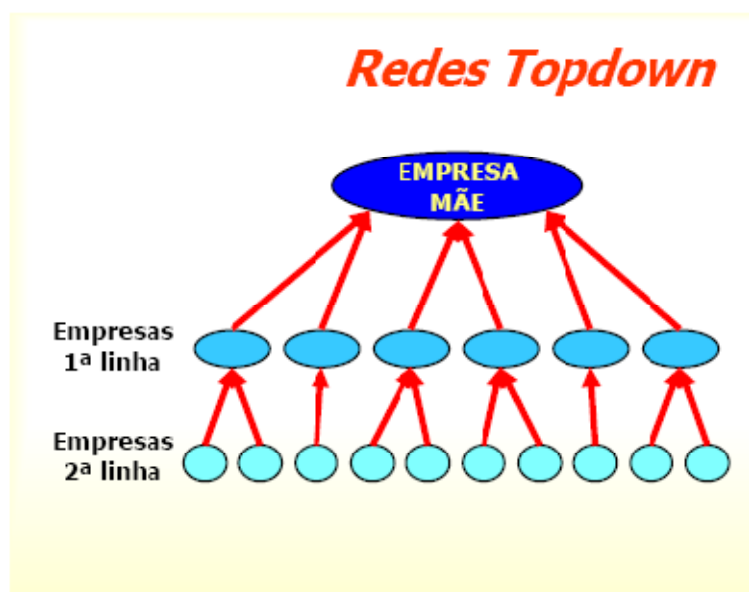 Redes Topdown
EMPRESA
MÃE
Empresas
1ª linha
Empresas
2ª linha